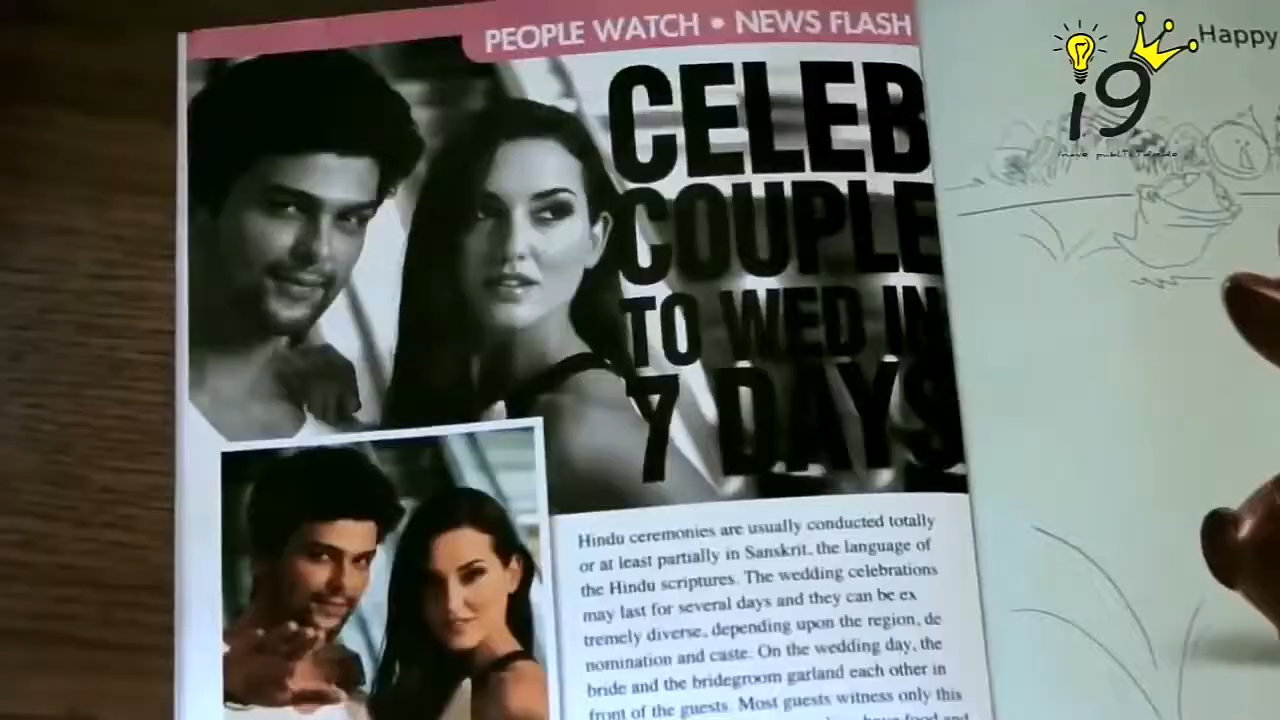 PEOPLE WATCH • NEWS FLASH
CELEB
COUPLE
TO WED IN
7 DAYS
Hindu ceremonies are usually conducted totally
or at least partially in Sanskrit, the language of
the Hindu scriptures. The wedding celebrations
may last for several days and they can be ex
tremely diverse, depending upon the region, de
nomination and caste. On the wedding day, the
bride and the bridegroom garland each other in
front of the guests. Most guests witness only this
i9
Happy